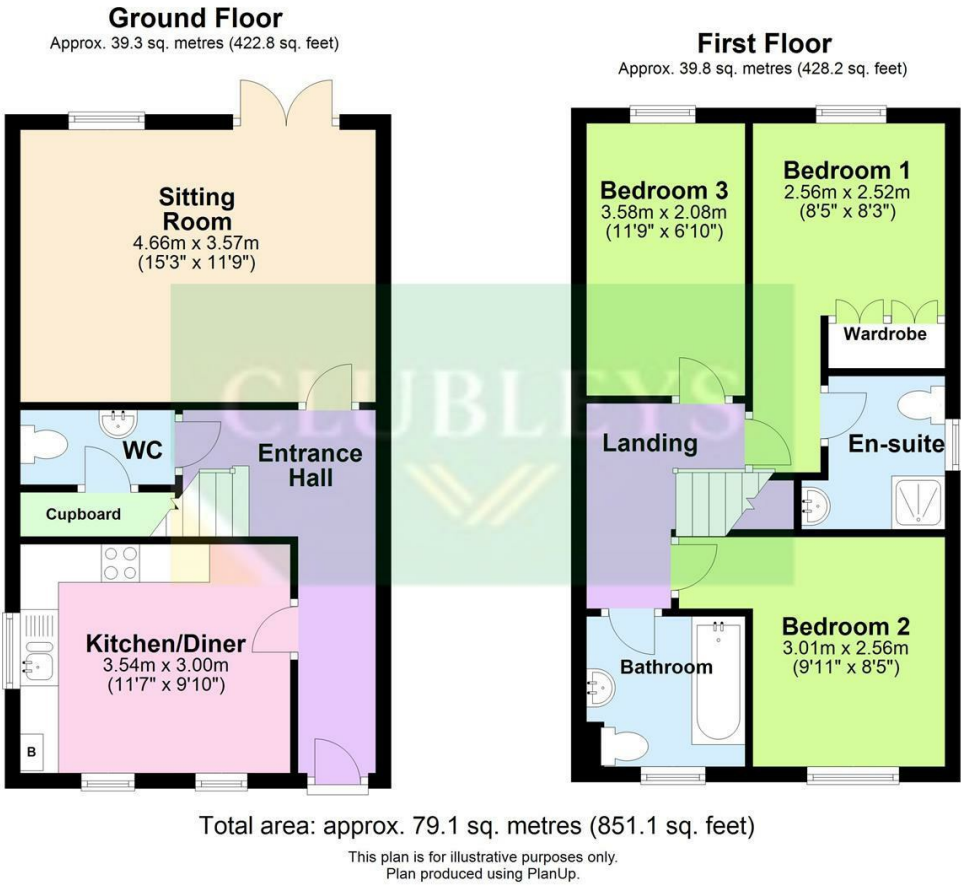 Ground Floor
Approx. 39.3 sq. metres (422.8 sq. feet)
Sitting
Room
4.66m x 3.57m
(15'3" x 11'9")
WC
Entrance
Hall
Cupboard
Kitchen/Diner
3.54m x 3.00m
(11'7" x 9'10")
B
First Floor
Approx. 39.8 sq. metres (428.2 sq. feet)
Bedroom 3
3.58m x 2.08m
(11'9" x 6'10")
Bedroom 1
2.56m x 2.52m
(8'5" x 8'3")
Wardrobe
Landing
En-suite
Bedroom 2
3.01m x 2.56m
(9'11" x 8'5")
Bathroom
CLUBLEYS
Total area: approx. 79.1 sq. metres (851.1 sq. feet)
This plan is for illustrative purposes only.
Plan produced using PlanUp.